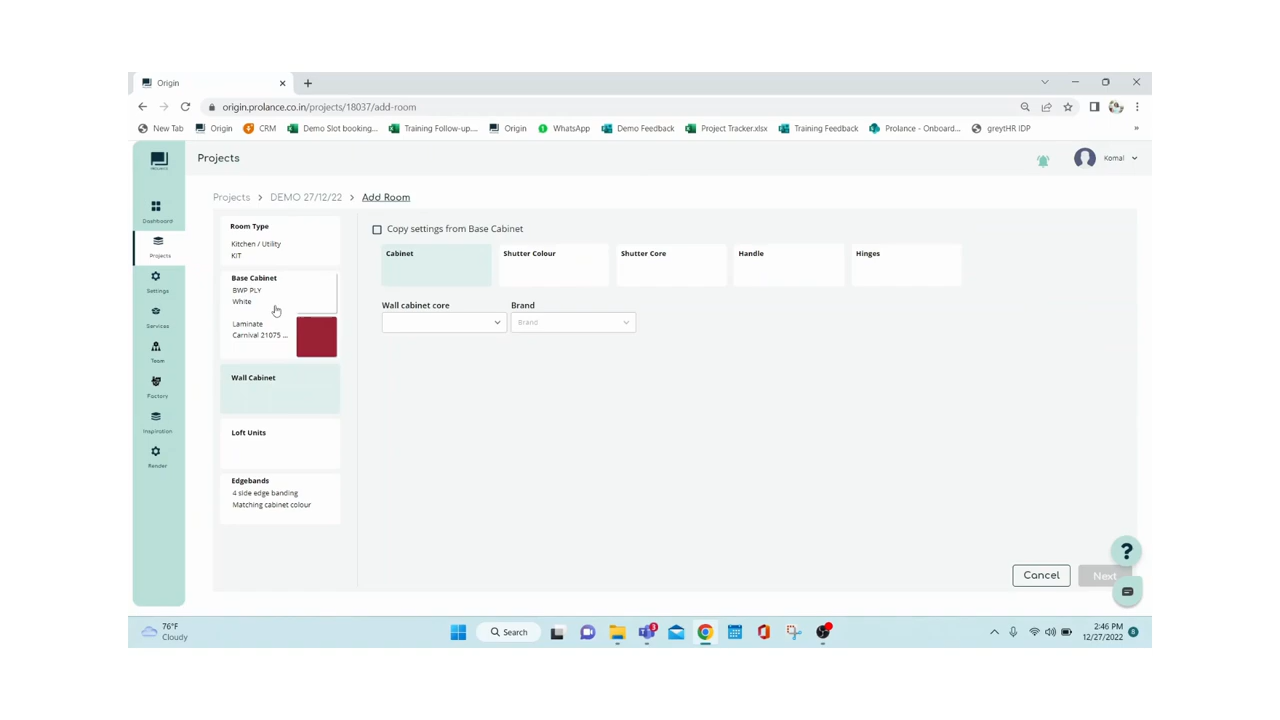 Origin
origin.prolance.co.in/projects/18037/add-room
New Tab
Origin
CRM
Demo Slot booking...
Training Follow-up....
Origin
WhatsApp
Demo Feedback
Project Tracker.xlsx
Training Feedback
Prolance - Onboard...
greytHR IDP
Projects
Komal
Dashboard
Projects
Settings
Services
Team
Factory
Inspiration
Render
Projects > DEMO 27/12/22 > Add Room
Room Type
Kitchen / Utility
KIT
Base Cabinet
BWP PLY
White
Laminate
Carnival 21075 ...
Wall Cabinet
Loft Units
Edgebands
4 side edge banding
Matching cabinet colour
Copy settings from Base Cabinet
Cabinet
Shutter Colour
Shutter Core
Handle
Hinges
Wall cabinet core
Brand
Brand
?
Cancel
Next
76°F
Cloudy
Search
3
2:46 PM
12/27/2022